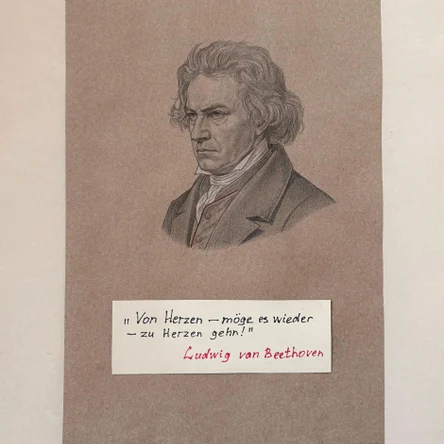 „Von Herzen – möge es wieder
– zu Herzen gehn!"
Ludwig van Beethoven